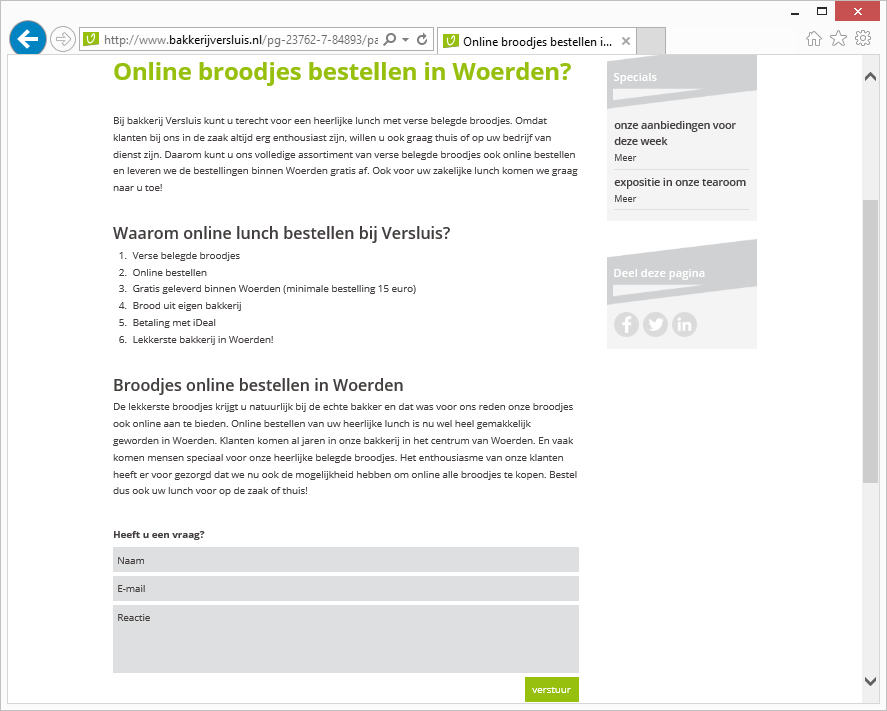 http://www.bakkerijversluis.nl/pg-23762-7-84893/pa
Online broodjes bestellen i...
Online broodjes bestellen in Woerden?
Bij bakkerij Versluis kunt u terecht voor een heerlijke lunch met verse belegde broodjes. Omdat
klanten bij ons in de zaak altijd erg enthousiast zijn, willen u ook graag thuis of op uw bedrijf van
dienst zijn. Daarom kunt u ons volledige assortiment van verse belegde broodjes ook online bestellen
en leveren we de bestellingen binnen Woerden gratis af. Ook voor uw zakelijke lunch komen we graag
naar u toe!
Waarom online lunch bestellen bij Versluis?
1. Verse belegde broodjes
2. Online bestellen
3. Gratis geleverd binnen Woerden (minimale bestelling 15 euro)
4. Brood uit eigen bakkerij
5. Betaling met iDeal
6. Lekkerste bakkerij in Woerden!
Broodjes online bestellen in Woerden
De lekkerste broodjes krijgt u natuurlijk bij de echte bakker en dat was voor ons reden onze broodjes
ook online aan te bieden. Online bestellen van uw heerlijke lunch is nu wel heel gemakkelijk
geworden in Woerden. Klanten komen al jaren in onze bakkerij in het centrum van Woerden. En vaak
komen mensen speciaal voor onze heerlijke belegde broodjes. Het enthousiasme van onze klanten
heeft er voor gezorgd dat we nu ook de mogelijkheid hebben om online alle broodjes te kopen. Bestel
dus ook uw lunch voor op de zaak of thuis!
Heeft u een vraag?
Naam
E-mail
Reactie
verstuur
Specials
onze aanbiedingen voor
deze week
Meer
expositie in onze tearoom
Meer
Deel deze pagina